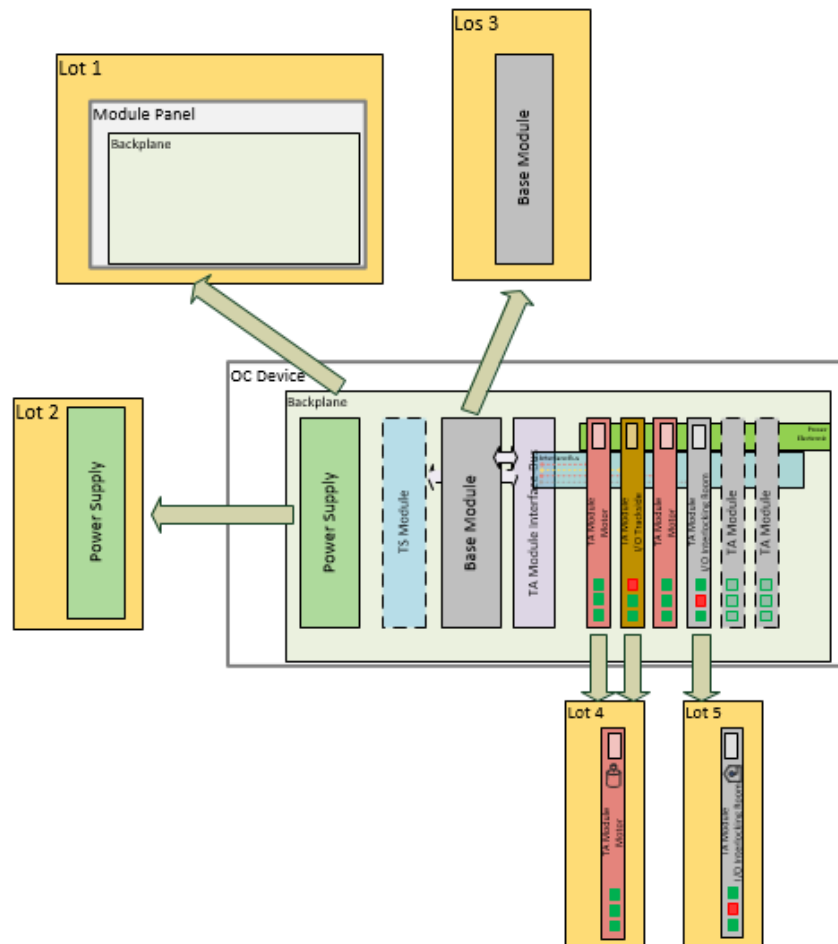 Lot 1
Module Panel
Backplane
Los 3
Base Module
OC Device
Backplane
Lot 2
Power Supply
Power Supply
TS Module
Base Module
TA Module Interface Bus
TA Module
Motor
TA Module
I/O Trackside
TA Module
Motor
TA Module
I/O Interlocking Room
TA Module
TA Module
Power
Electronic
Lot 4
TA Module
Motor
Lot 5
TA Module
I/O Interlocking Room